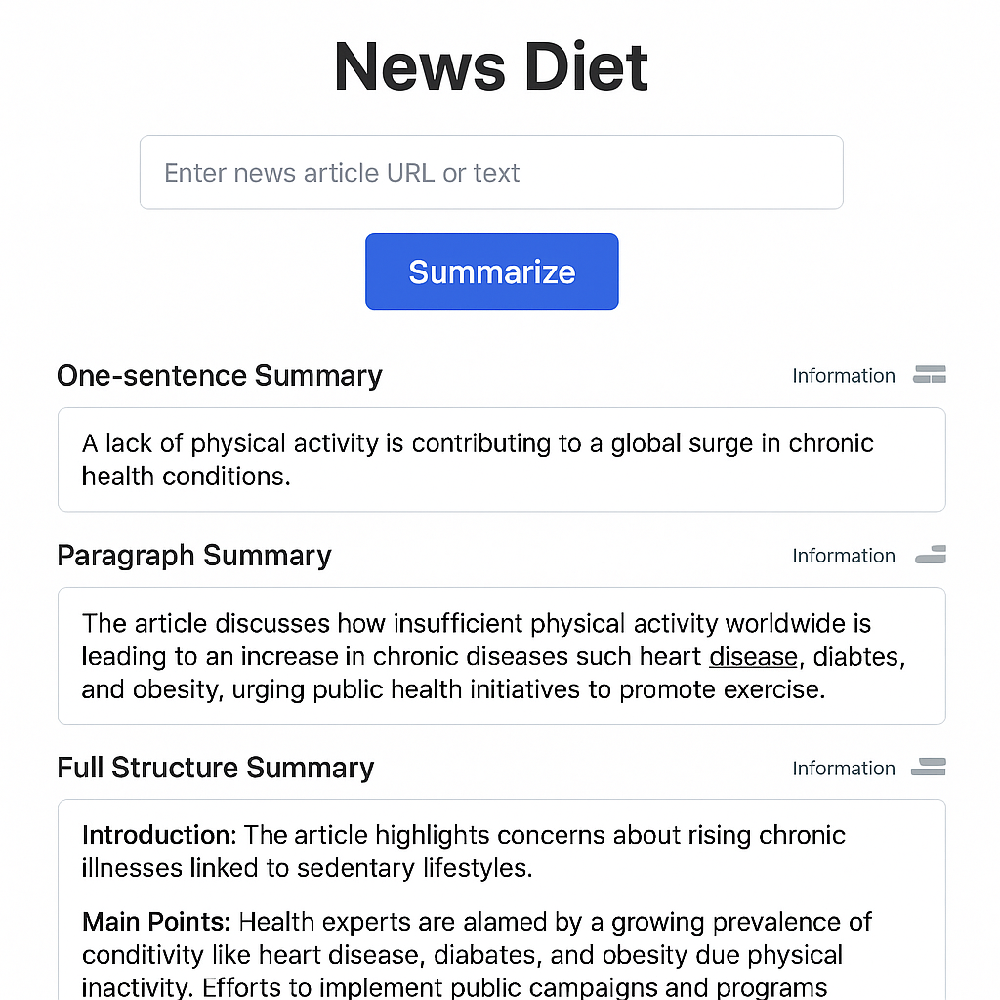 News Diet
Enter news article URL or text
Summarize
One-sentence Summary
Information
A lack of physical activity is contributing to a global surge in chronic
health conditions.
Paragraph Summary
Information
The article discusses how insufficient physical activity worldwide is
leading to an increase in chronic diseases such heart disease, diabtes,
and obesity, urging public health initiatives to promote exercise.
Full Structure Summary
Information
Introduction: The article highlights concerns about rising chronic
illnesses linked to sedentary lifestyles.
Main Points: Health experts are alamed by a growing prevalence of
conditivity like heart disease, diabates, and obesity due physical
inactivity. Efforts to implement public campaigns and programs